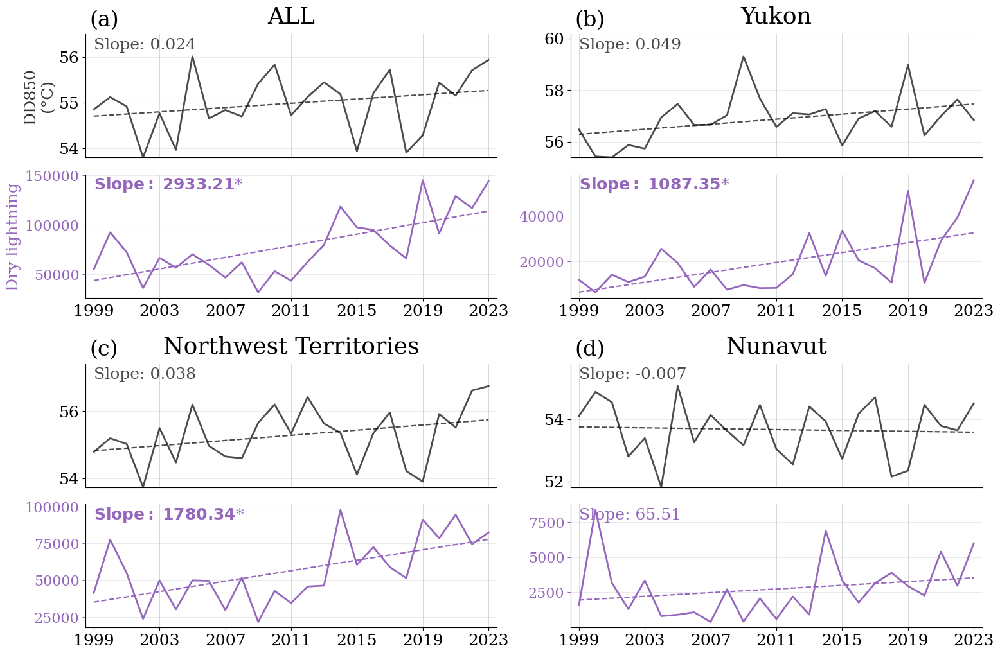 (a) ALL
Slope: 0.024
DD850
(°C)
56
55
54
Slope: 2933.21*
Dry lightning
150000
100000
50000
1999 2003 2007 2011 2015 2019 2023
(b) Yukon
Slope: 0.049
60
58
56
Slope: 1087.35*
40000
20000
1999 2003 2007 2011 2015 2019 2023
(c) Northwest Territories
Slope: 0.038
56
54
Slope: 1780.34*
100000
75000
50000
25000
1999 2003 2007 2011 2015 2019 2023
(d) Nunavut
Slope: -0.007
54
52
Slope: 65.51
7500
5000
2500
1999 2003 2007 2011 2015 2019 2023